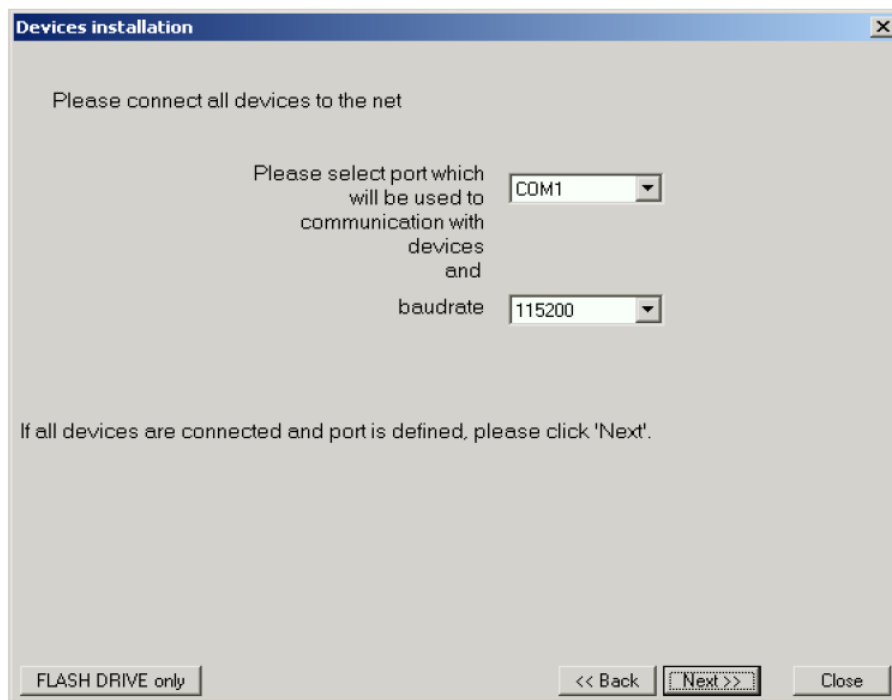 Devices installation
Please connect all devices to the net
Please select port which
will be used to
communication with
devices
and
COM1
baudrate
115200
If all devices are connected and port is defined, please click 'Next'.
FLASH DRIVE only
<< Back
Next >>
Close